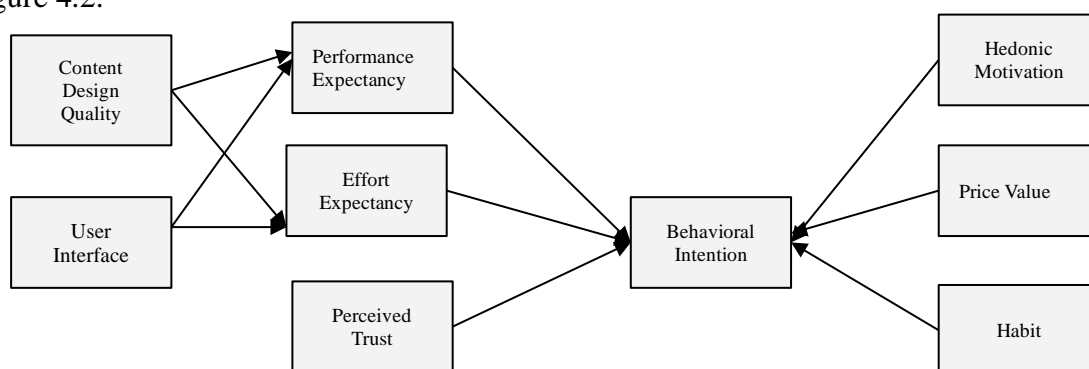 4.2.
Content
Design
Quality
User
Interface
Performance
Expectancy
Effort
Expectancy
Perceived
Trust
Behavioral
Intention
Hedonic
Motivation
Price Value
Habit